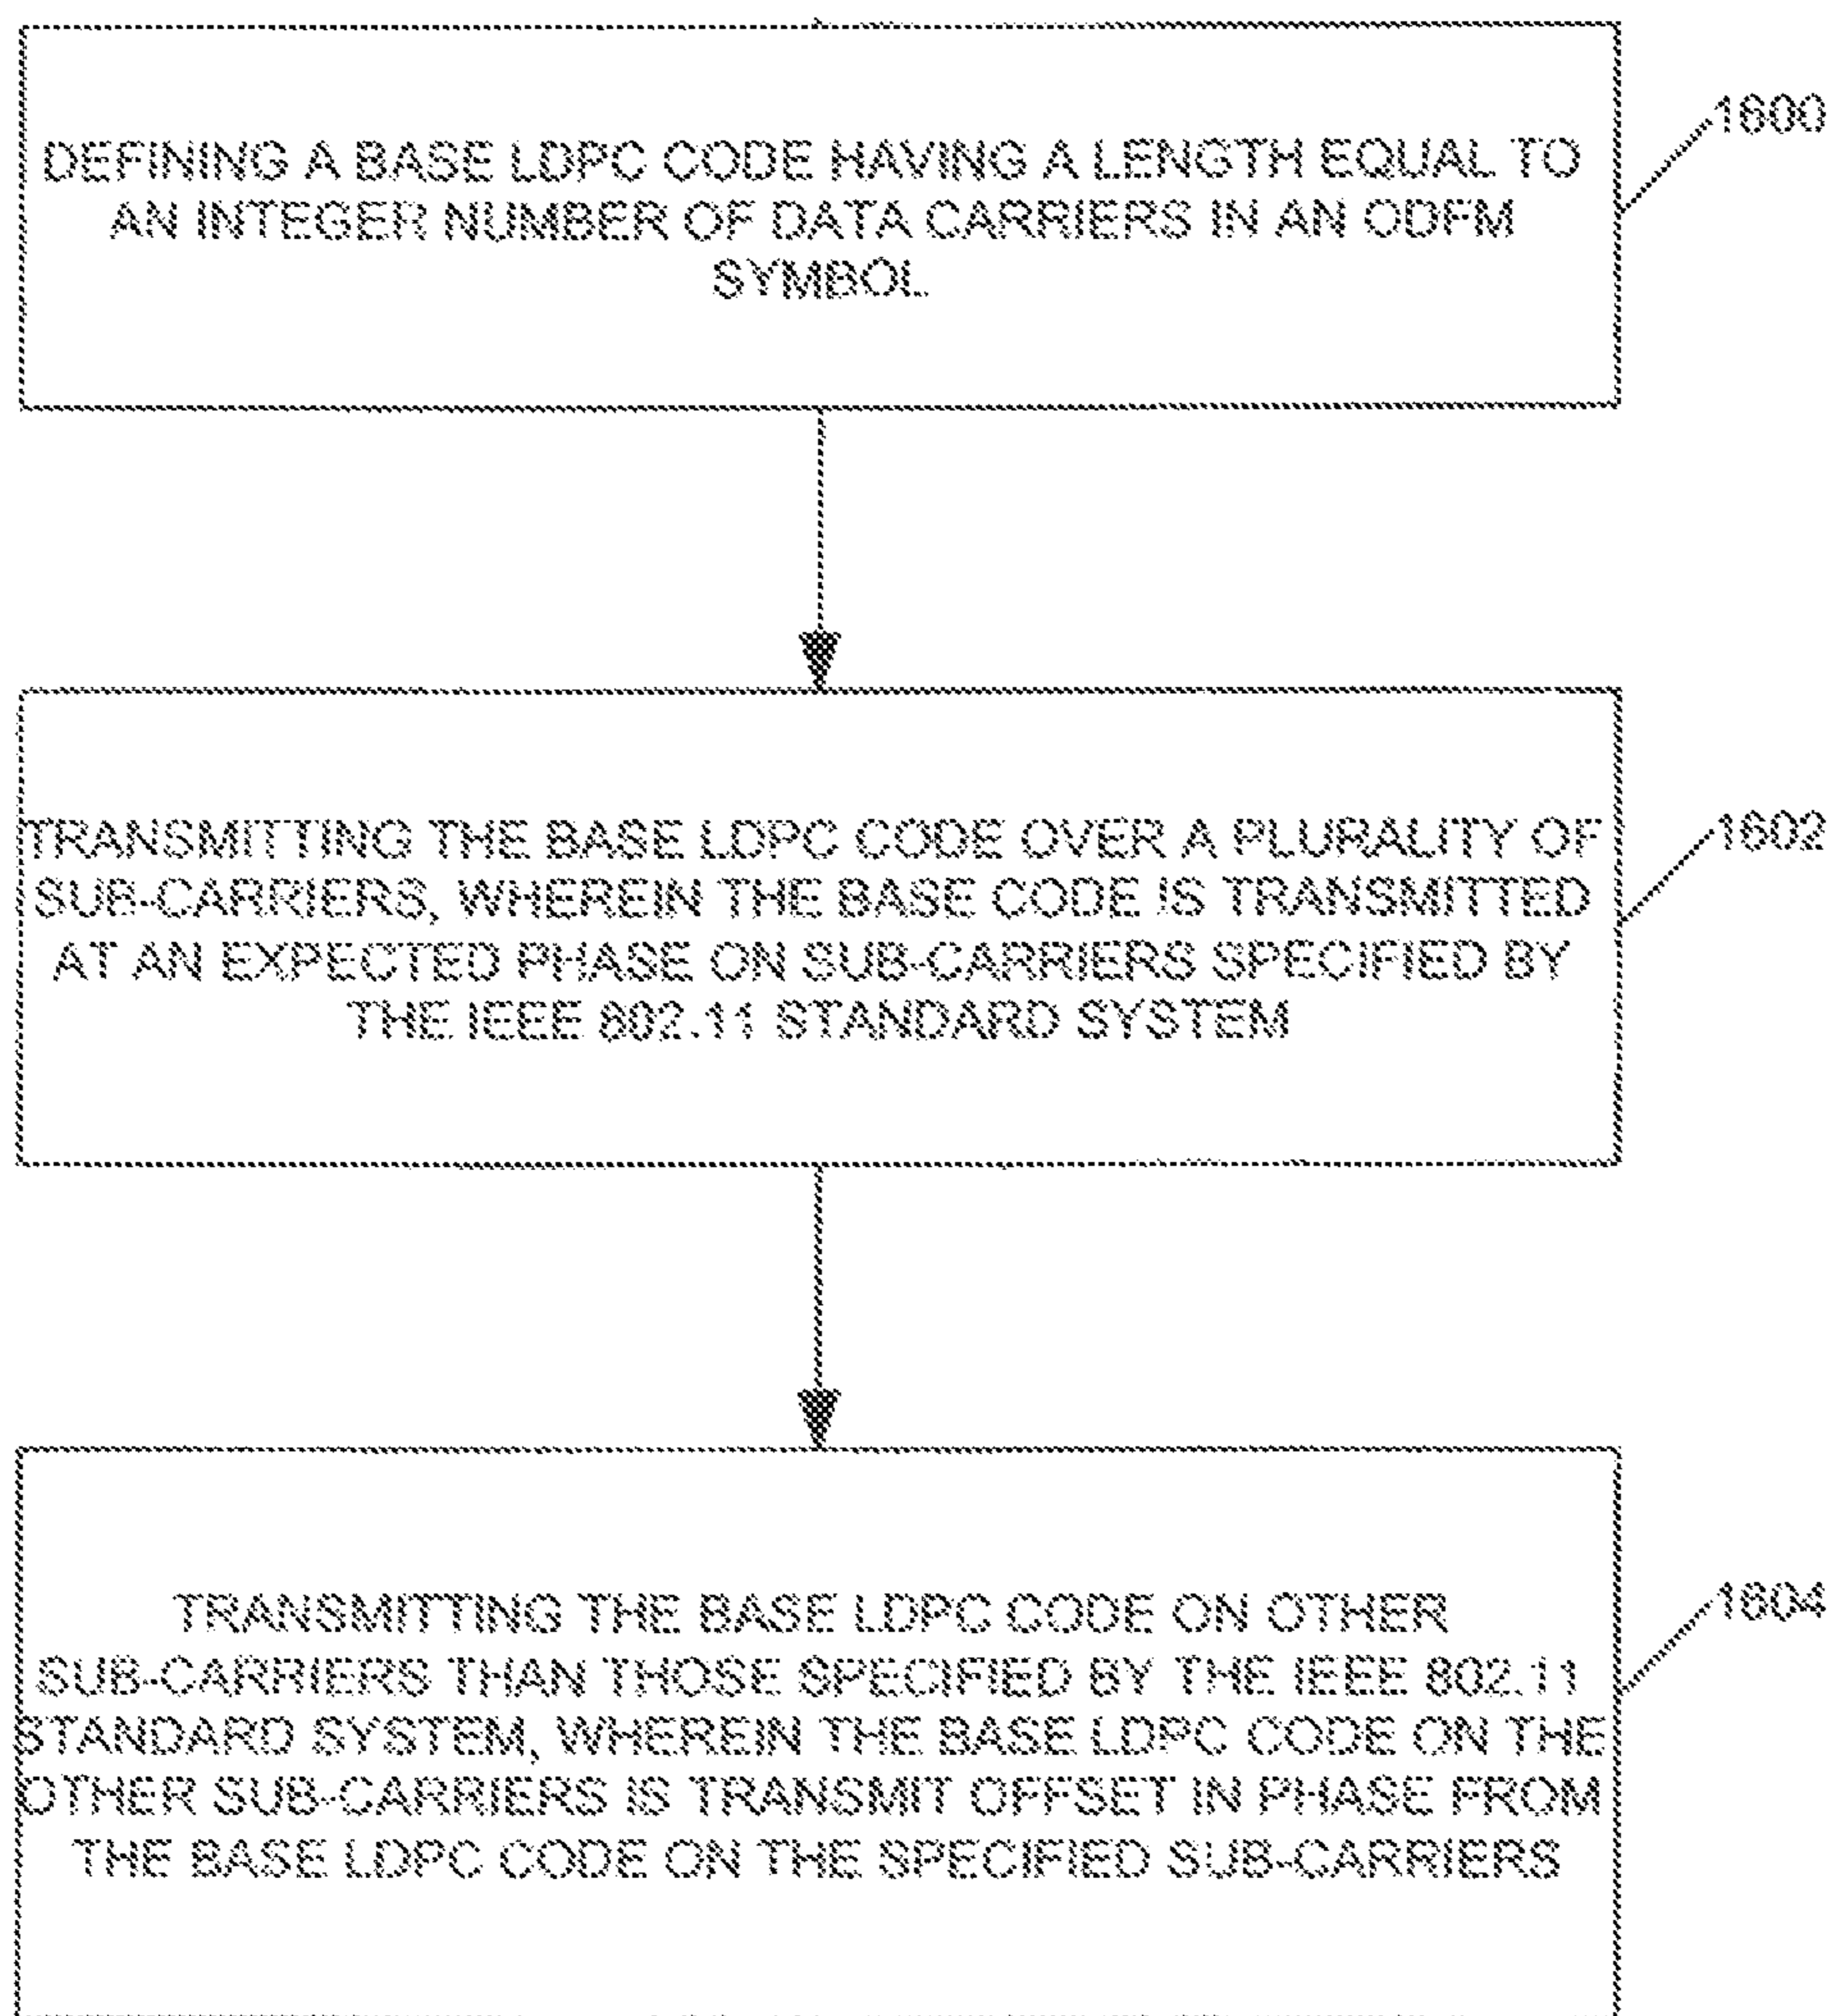 DEFINING A BASE LDPC CODE HAVING A LENGTH EQUAL TO
AN INTEGER NUMBER OF DATA CARRIERS IN AN ODFM
SYMBOL
1600
TRANSMITTING THE BASE LDPC CODE OVER A PLURALITY OF
SUB-CARRIERS, WHEREIN THE BASE CODE IS TRANSMITTED
AT AN EXPECTED PHASE ON SUB-CARRIERS SPECIFIED BY
THE IEEE 802.11 STANDARD SYSTEM
1602
TRANSMITTING THE BASE LDPC CODE ON OTHER
SUB-CARRIERS THAN THOSE SPECIFIED BY THE IEEE 802.11
STANDARD SYSTEM, WHEREIN THE BASE LDPC CODE ON THE
OTHER SUB-CARRIERS IS TRANSMIT OFFSET IN PHASE FROM
THE BASE LDPC CODE ON THE SPECIFIED SUB-CARRIERS
1604